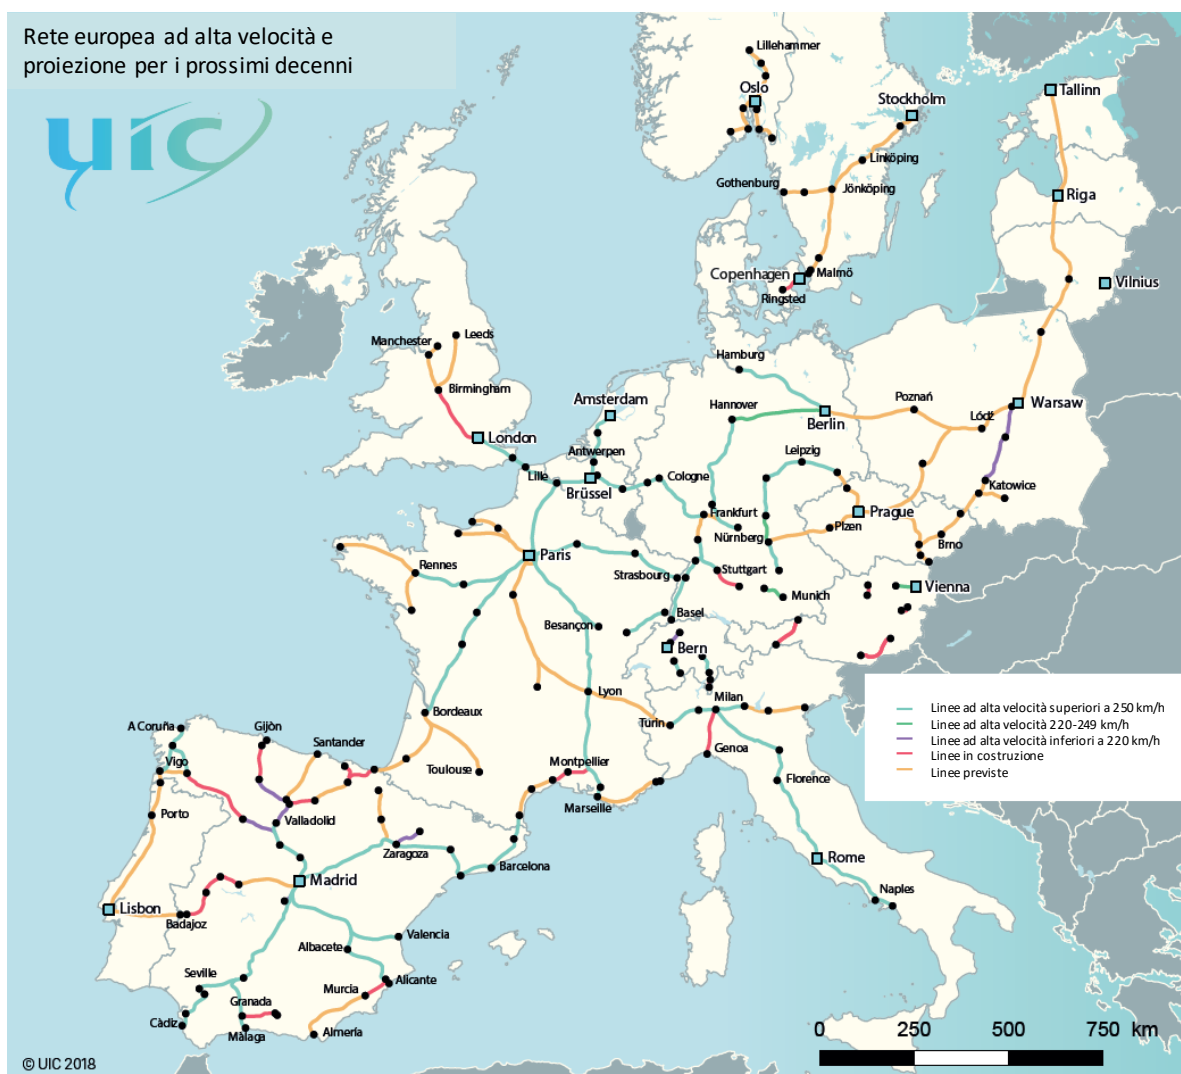 Rete europea ad alta velocità e
proiezione per i prossimi decenni
uic
Lillehammer
Oslo
Stockholm
Tallinn
Linköping
Gothenburg
Jönköping
Riga
Copenhagen
Malmö
Ringsted
Vilnius
Leeds
Manchester
Hamburg
Birmingham
Amsterdam
Hannover
Poznań
Berlin
Warsaw
Łódź
London
Antwerpen
Leipzig
Lille
Brüssel
Cologne
Katowice
Frankfurt
Prague
Nürnberg
Plzen
Brno
Paris
Rennes
Strasbourg
Stuttgart
Vienna
Munich
Besançon
Basel
Bern
Lyon
Milan
Bordeaux
Turin
A Coruña
Gijòn
Santander
Genoa
Vigo
Toulouse
Montpellier
Florence
Marseille
Porto
Valladolid
Zaragoza
Barcelona
Rome
Madrid
Naples
Lisbon
Badajoz
Valencia
Albacete
Seville
Alicante
Murcia
Granada
Càdiz
Màlaga
Almería
Linee ad alta velocità superiori a 250 km/h
Linee ad alta velocità 220-249 km/h
Linee ad alta velocità inferiori a 220 km/h
Linee in costruzione
Linee previste
0 250 500 750 km
© UIC 2018